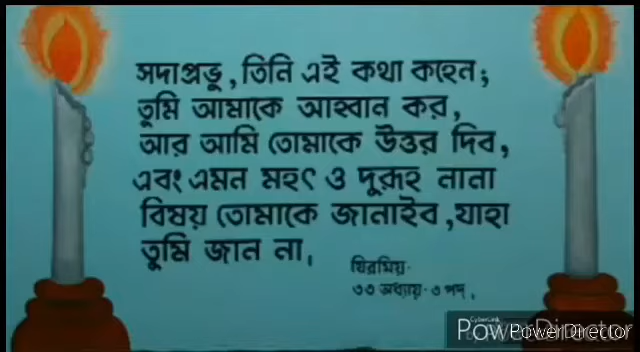 সদাপ্রভু, তিনি এই কথা কহেন;
তুমি আমাকে আহ্বান কর,
আর আমি তোমাকে উত্তর দিব,
এবং এমন মহৎ ও দুরূহ নানা
বিষয় তোমাকে জানাইব, যাহা
তুমি জান না।
যিরমিয়.
৩৩ অধ্যায়. ৩ পদ.
CyberLink
PowerDirector